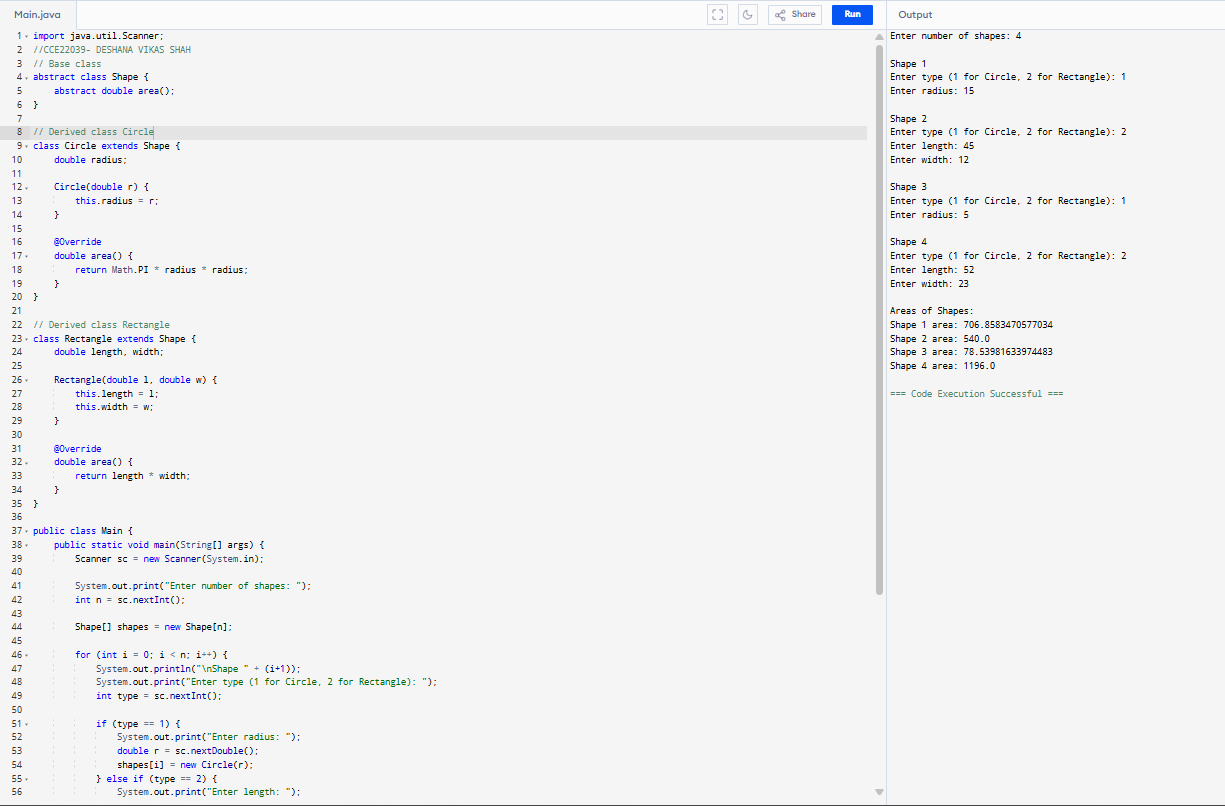 Main.java
Share
Run
Output
1 import java.util.Scanner;
2 //CCE22039- DESHANA VIKAS SHAH
3 // Base class
4 abstract class Shape {
5     abstract double area();
6 }
7
8 // Derived class Circle
9 class Circle extends Shape {
10     double radius;
11
12     Circle(double r) {
13         this.radius = r;
14     }
15
16     @Override
17     double area() {
18         return Math.PI * radius * radius;
19     }
20 }
21
22 // Derived class Rectangle
23 class Rectangle extends Shape {
24     double length, width;
25
26     Rectangle(double l, double w) {
27         this.length = l;
28         this.width = w;
29     }
30
31     @Override
32     double area() {
33         return length * width;
34     }
35 }
36
37 public class Main {
38     public static void main(String[] args) {
39         Scanner sc = new Scanner(System.in);
40
41         System.out.print("Enter number of shapes: ");
42         int n = sc.nextInt();
43
44         Shape[] shapes = new Shape[n];
45
46         for (int i = 0; i < n; i++) {
47             System.out.println("\nShape " + (i+1));
48             System.out.print("Enter type (1 for Circle, 2 for Rectangle): ");
49             int type = sc.nextInt();
50
51             if (type == 1) {
52                 System.out.print("Enter radius: ");
53                 double r = sc.nextDouble();
54                 shapes[i] = new Circle(r);
55             } else if (type == 2) {
56                 System.out.print("Enter length: ");
Enter number of shapes: 4

Shape 1
Enter type (1 for Circle, 2 for Rectangle): 1
Enter radius: 15

Shape 2
Enter type (1 for Circle, 2 for Rectangle): 2
Enter length: 45
Enter width: 12

Shape 3
Enter type (1 for Circle, 2 for Rectangle): 1
Enter radius: 5

Shape 4
Enter type (1 for Circle, 2 for Rectangle): 2
Enter length: 52
Enter width: 23

Areas of Shapes:
Shape 1 area: 706.8583470577034
Shape 2 area: 540.0
Shape 3 area: 78.53981633974483
Shape 4 area: 1196.0

=== Code Execution Successful ===